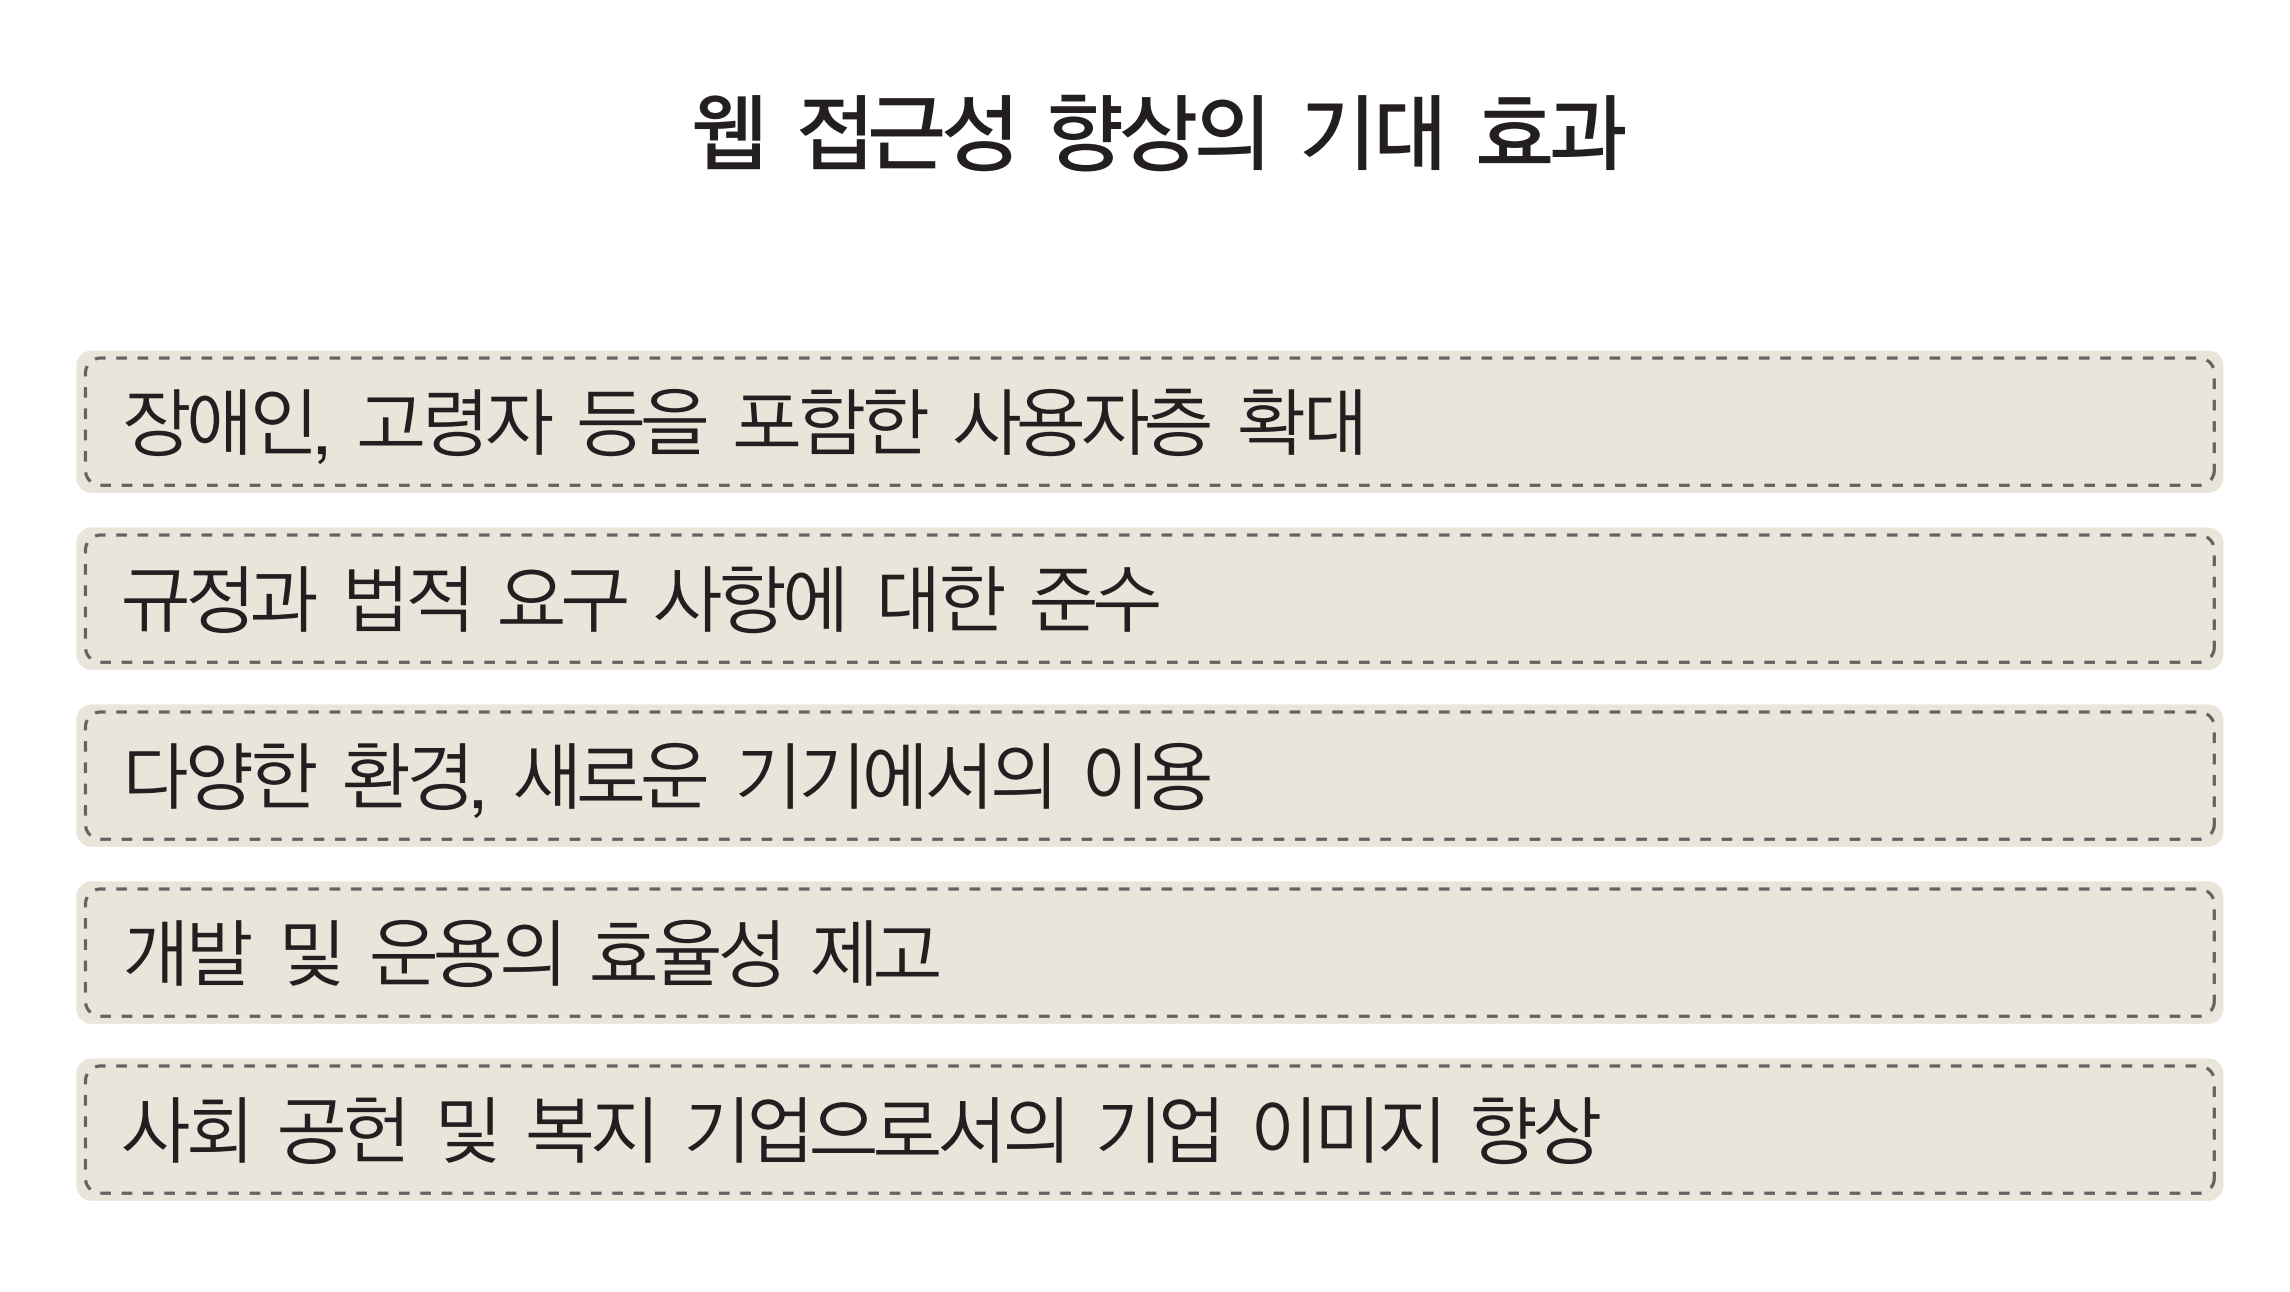 웹 접근성 향상의 기대 효과
장애인, 고령자 등을 포함한 사용자층 확대
규정과 법적 요구 사항에 대한 준수
다양한 환경, 새로운 기기에서의 이용
개발 및 운용의 효율성 제고
사회 공헌 및 복지 기업으로서의 기업 이미지 향상